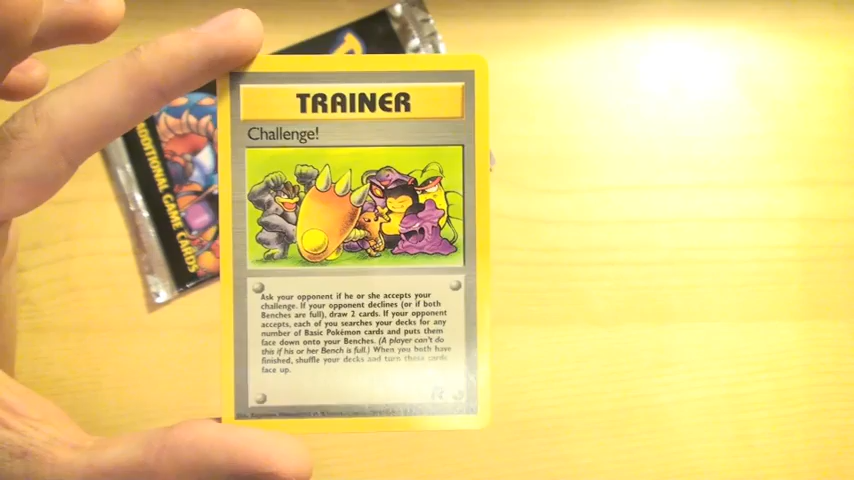 TRAINER
Challenge!
Ask your opponent if he or she accepts your
challenge. If your opponent declines (or if both
Benches are full), draw 2 cards. If your opponent
accepts, each of you searches your decks for any
number of Basic Pokémon cards and puts them
face down onto your Benches. (A player can't do
this if his or her Bench is full.) When you both have
finished, shuffle your decks and turn those cards
face up.
ADDITIONAL GAME CARDS